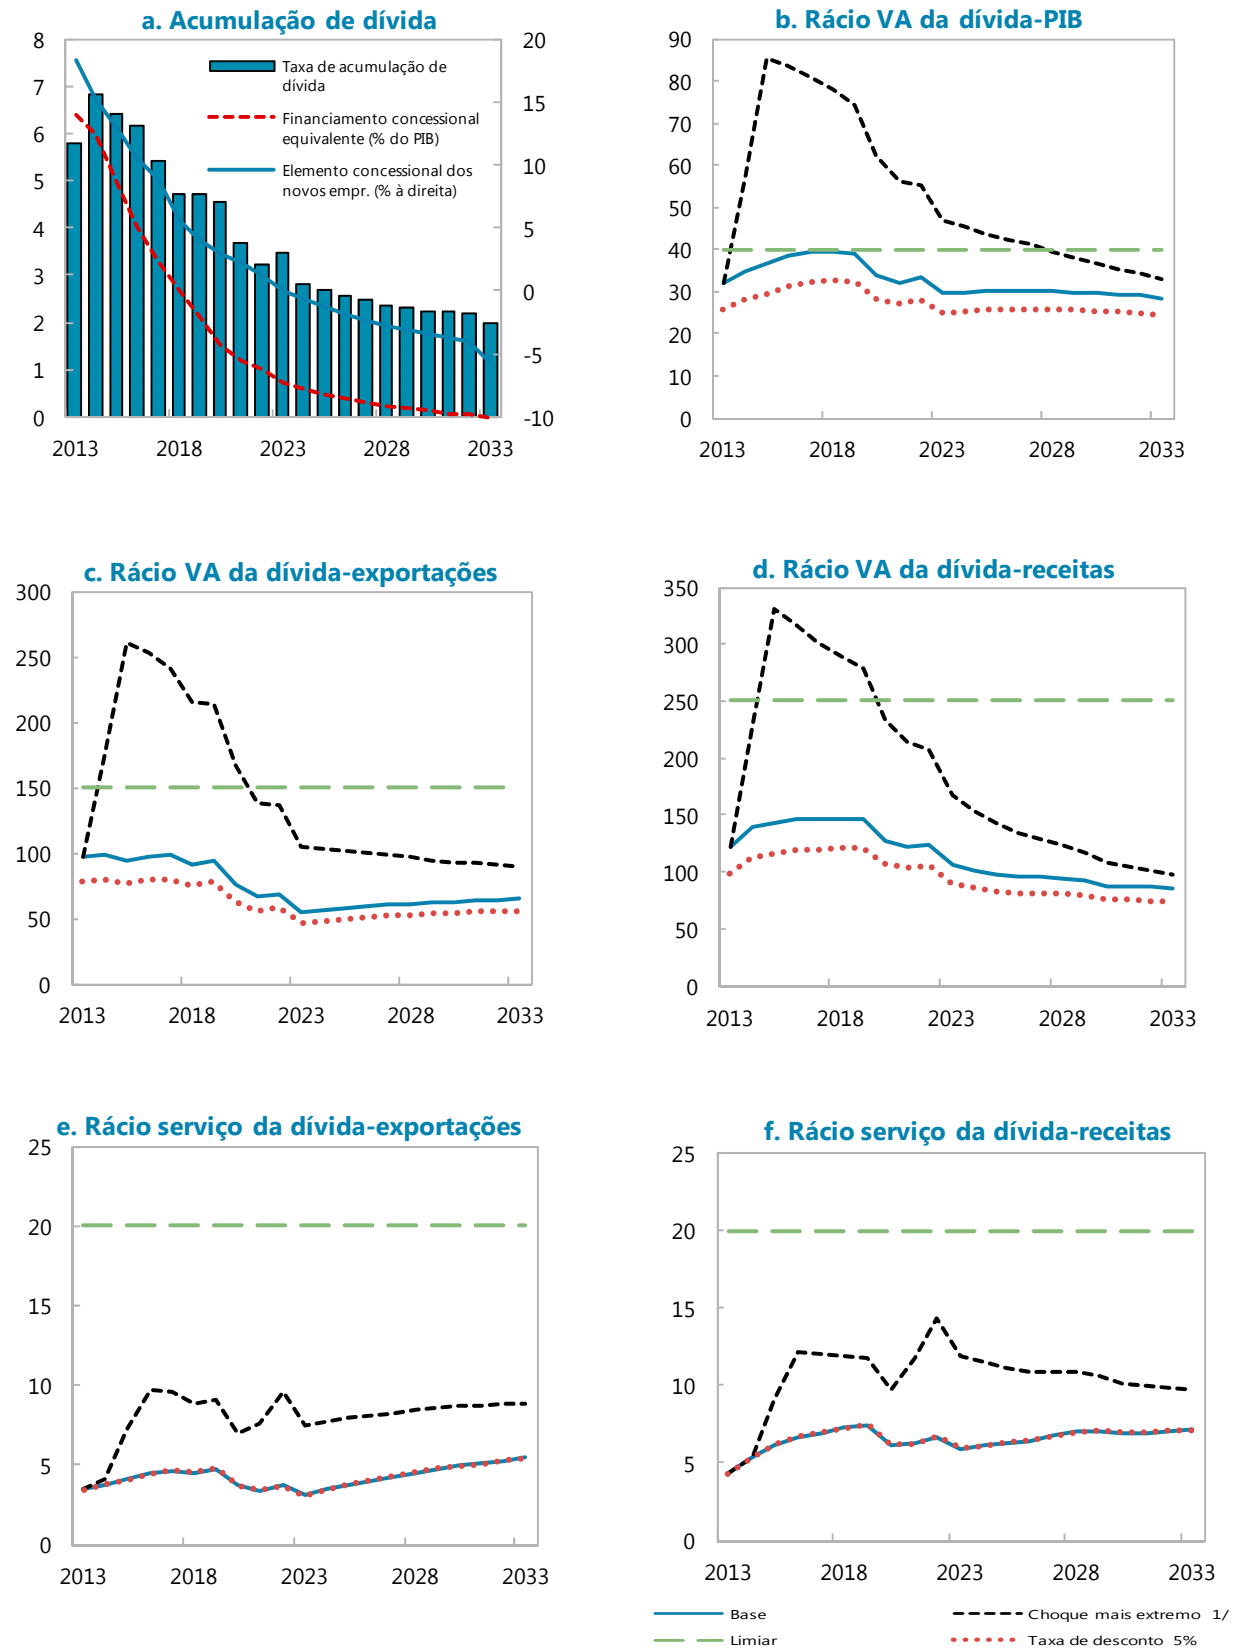 a. Acumulação de dívida
8
7
6
5
4
3
2
1
0
20
15
10
5
0
-5
-10
Taxa de acumulação de
dívida
Financiamento concessional
equivalente (% do PIB)
Elemento concessional dos
novos empr. (% à direita)
2013 2018 2023 2028 2033
b. Rácio VA da dívida-PIB
90
80
70
60
50
40
30
20
10
0
2013 2018 2023 2028 2033
c. Rácio VA da dívida-exportações
300
250
200
150
100
50
0
2013 2018 2023 2028 2033
d. Rácio VA da dívida-receitas
350
300
250
200
150
100
50
0
2013 2018 2023 2028 2033
e. Rácio serviço da dívida-exportações
25
20
15
10
5
0
2013 2018 2023 2028 2033
f. Rácio serviço da dívida-receitas
25
20
15
10
5
0
2013 2018 2023 2028 2033
Base
Choque mais extremo 1/
Limiar
Taxa de desconto 5%